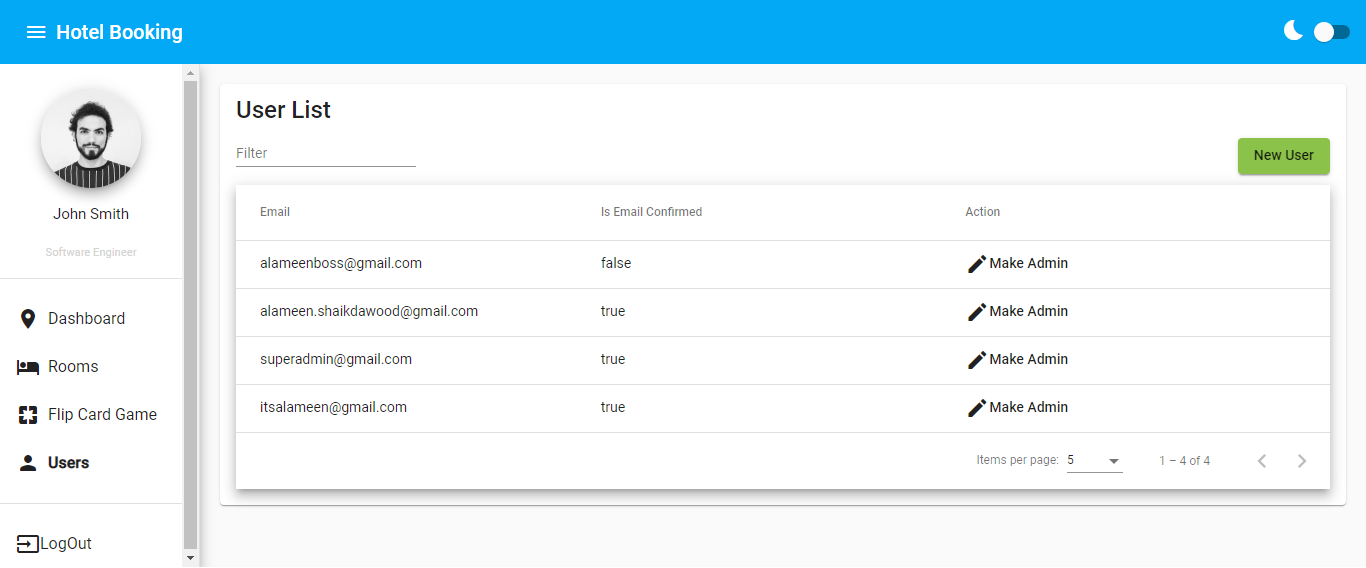 Hotel Booking
John Smith
Software Engineer
Dashboard
Rooms
Flip Card Game
Users
LogOut
User List
Filter
New User
Email Is Email Confirmed Action
alameenboss@gmail.com false Make Admin
alameen.shaikdawood@gmail.com true Make Admin
superadmin@gmail.com true Make Admin
itsalameen@gmail.com true Make Admin
Items per page: 5 1 – 4 of 4